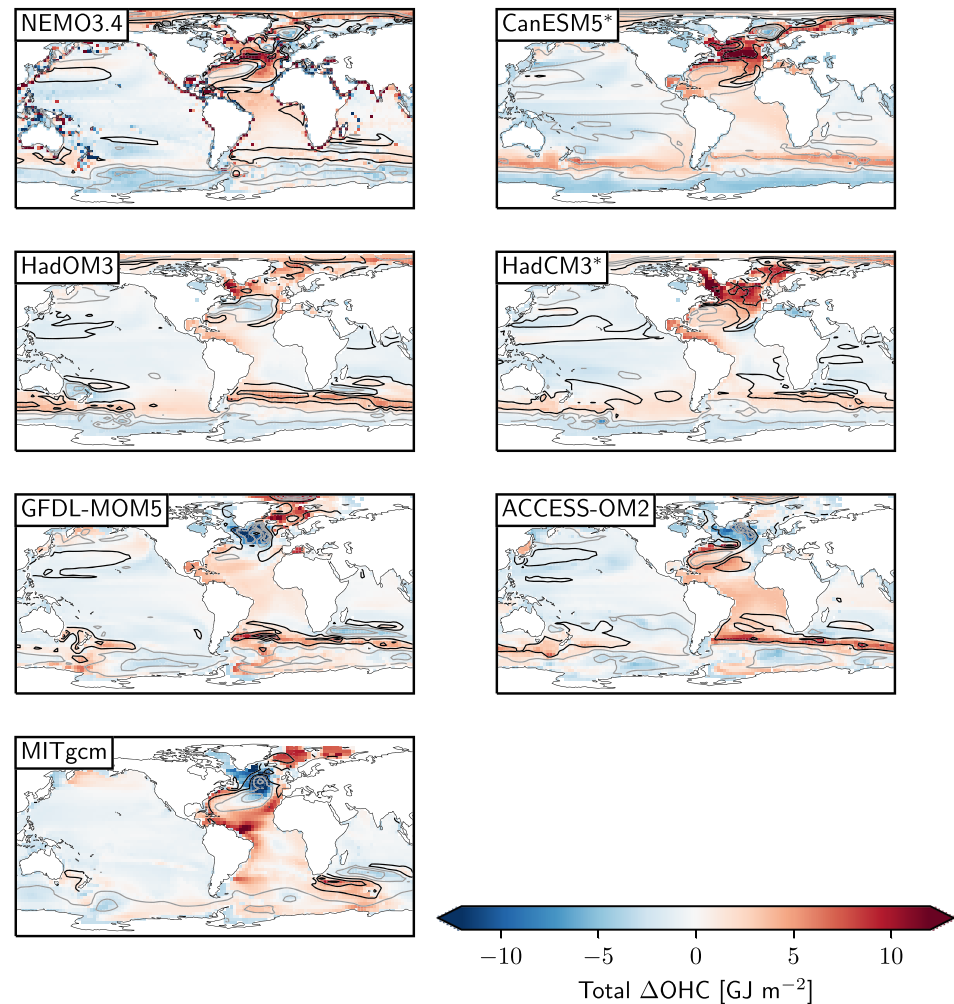 NEMO3.4
CanESM5*
HadOM3
HadCM3*
GFDL-MOM5
ACCESS-OM2
MITgcm
−10 −5 0 5 10
Total ΔOHC [GJ m⁻²]